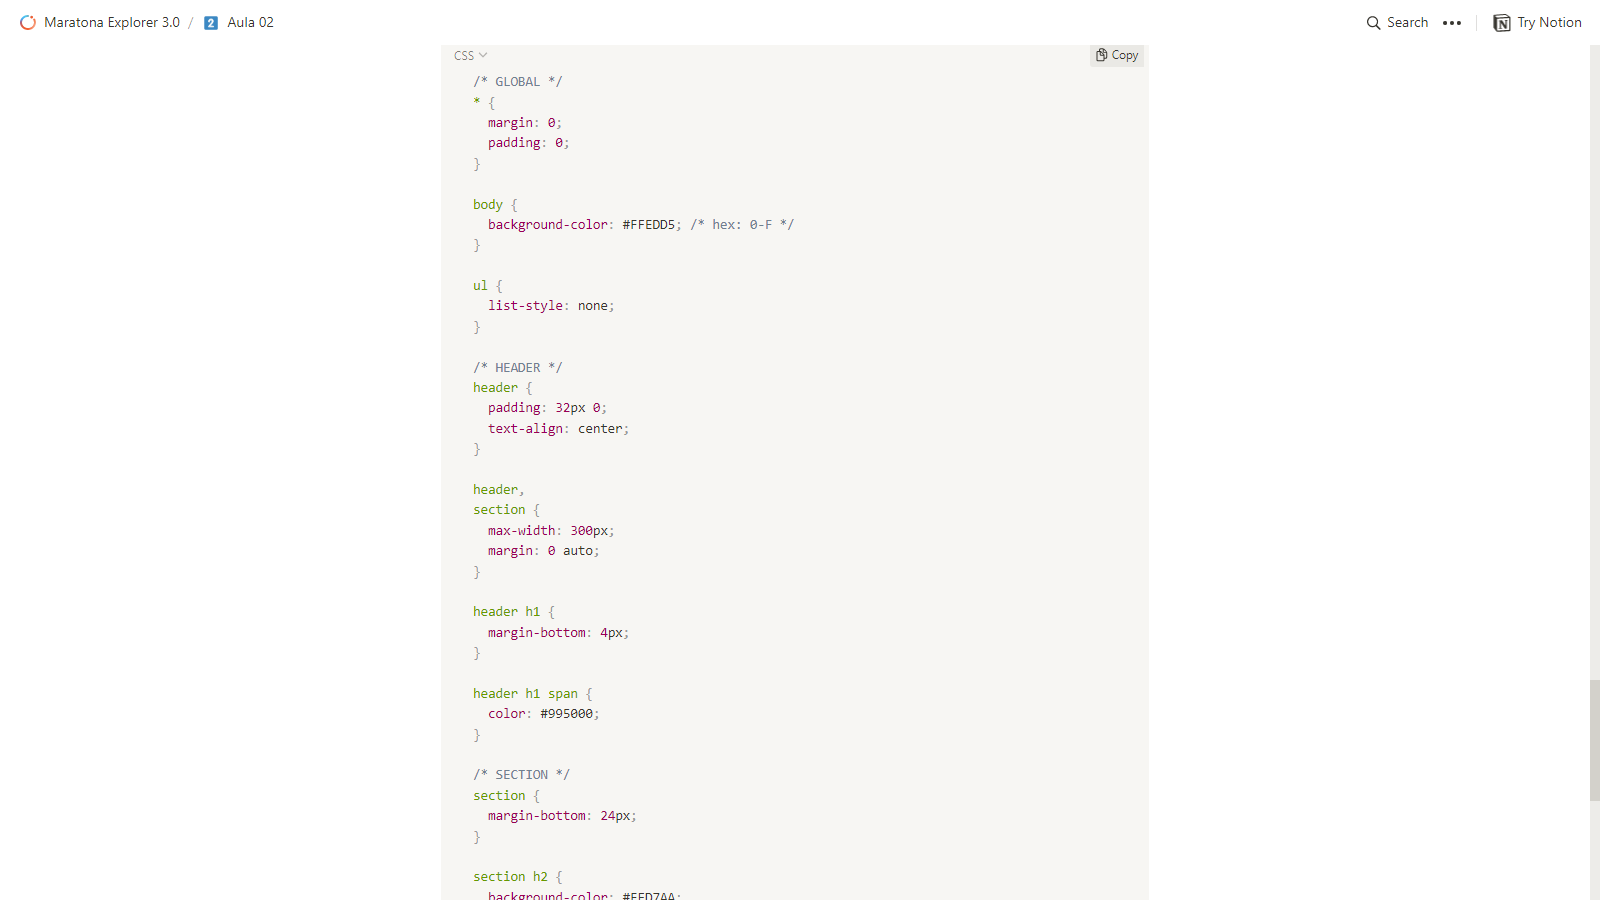 Maratona Explorer 3.0 / 2 Aula 02
Search ••• Try Notion
CSS
Copy
/* GLOBAL */
* {
  margin: 0;
  padding: 0;
}

body {
  background-color: #FFEDD5; /* hex: 0-F */
}

ul {
  list-style: none;
}

/* HEADER */
header {
  padding: 32px 0;
  text-align: center;
}

header,
section {
  max-width: 300px;
  margin: 0 auto;
}

header h1 {
  margin-bottom: 4px;
}

header h1 span {
  color: #995000;
}

/* SECTION */
section {
  margin-bottom: 24px;
}

section h2 {
  background-color: #FED7AA;